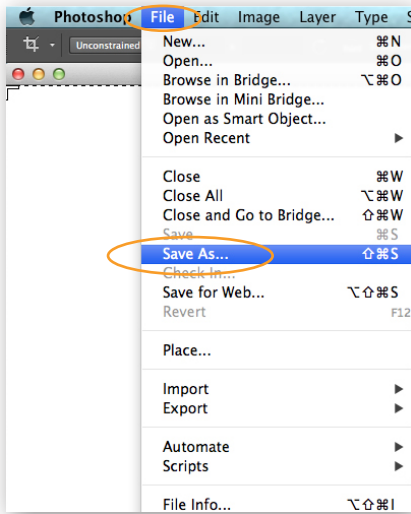 Photoshop File Edit Image Layer Type
Unconstrained
New... ⌘N
Open... ⌘O
Browse in Bridge... ⌥⌘O
Browse in Mini Bridge...
Open as Smart Object...
Open Recent ▶
Close ⌘W
Close All ⌥⌘W
Close and Go to Bridge... ⇧⌘W
Save ⌘S
Save As... ⇧⌘S
Check In...
Save for Web... ⌥⇧⌘S
Revert F12
Place...
Import ▶
Export ▶
Automate ▶
Scripts ▶
File Info... ⌥⇧⌘I